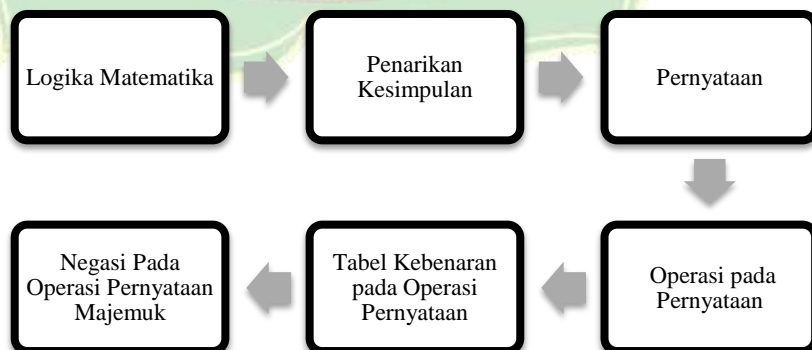 Logika Matematika
Penarikan
Kesimpulan
Pernyataan
Operasi pada
Pernyataan
Tabel Kebenaran
pada Operasi
Pernyataan
Negasi Pada
Operasi Pernyataan
Majemuk